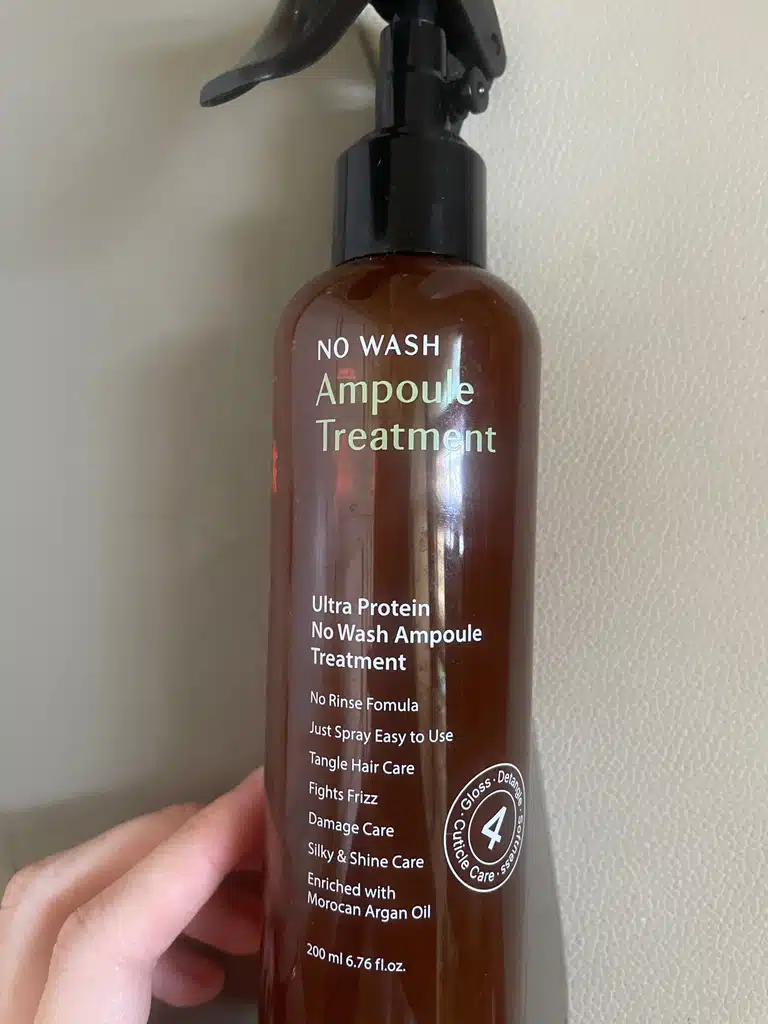 NO WASH
Ampoule
Treatment
Ultra Protein
No Wash Ampoule
Treatment
No Rinse Fomula
Just Spray Easy to Use
Tangle Hair Care
Fights Frizz
Damage Care
Silky & Shine Care
Enriched with
Morocan Argan Oil
Gloss · Detangle · Softness · Cuticle Care ·
4
200 ml 6.76 fl.oz.